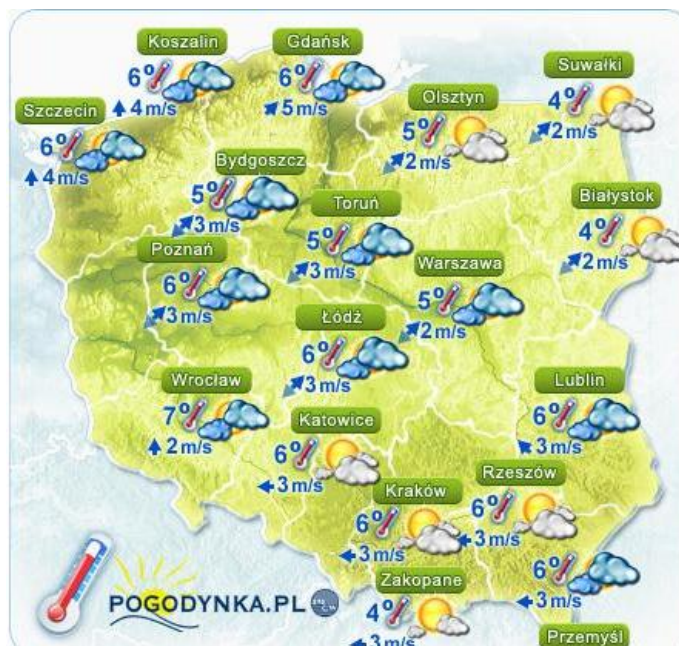 Koszalin
6°
4 m/s
Gdańsk
6°
5 m/s
Suwałki
4°
2 m/s
Szczecin
6°
4 m/s
Olsztyn
5°
2 m/s
Bydgoszcz
5°
3 m/s
Toruń
5°
3 m/s
Białystok
4°
2 m/s
Poznań
6°
3 m/s
Warszawa
5°
2 m/s
Łódź
6°
3 m/s
Wrocław
7°
2 m/s
Katowice
6°
3 m/s
Lublin
6°
3 m/s
Kraków
6°
3 m/s
Rzeszów
6°
3 m/s
Zakopane
4°
3 m/s
6°
3 m/s
Przemyśl
POGODYNKA.PL